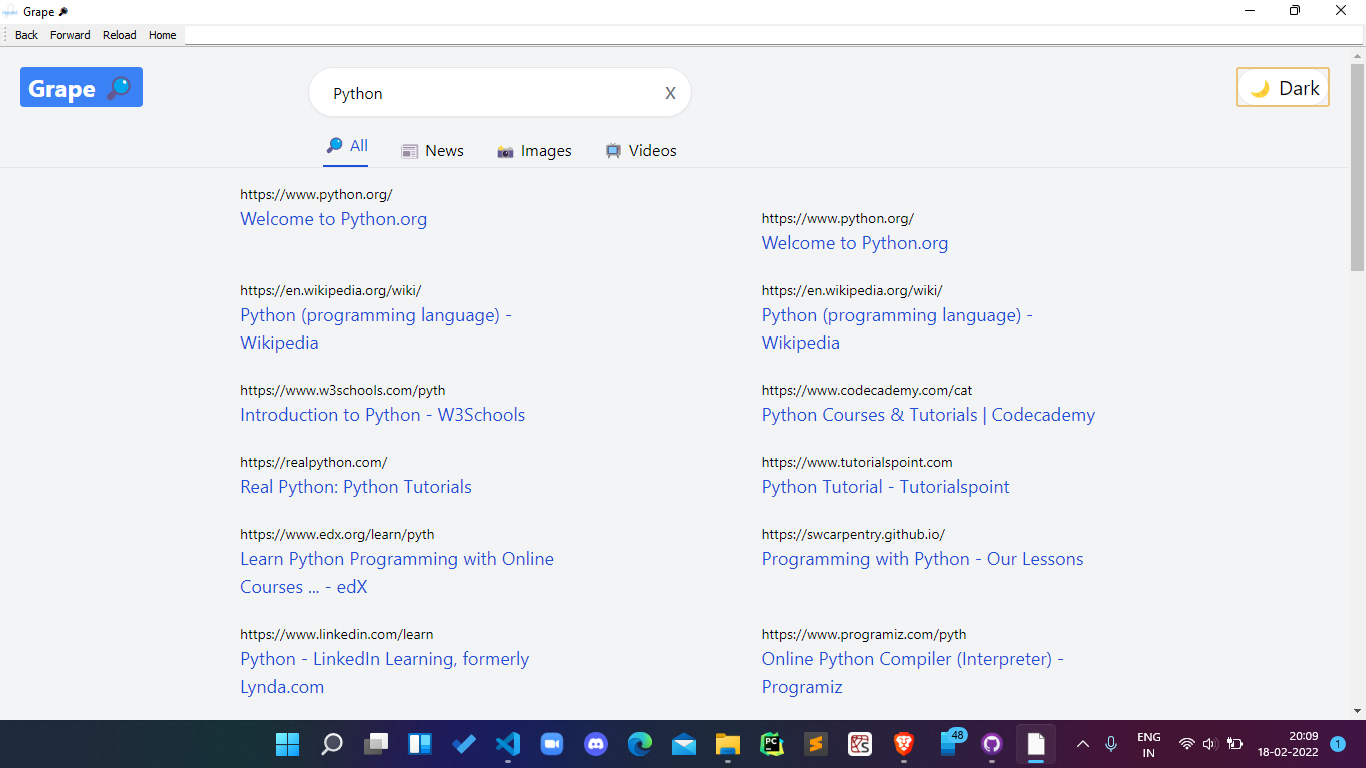 Grape
Back Forward Reload Home
Grape
Python
X
Dark
All
News
Images
Videos
https://www.python.org/
Welcome to Python.org
https://www.python.org/
Welcome to Python.org
https://en.wikipedia.org/wiki/
Python (programming language) -
Wikipedia
https://en.wikipedia.org/wiki/
Python (programming language) -
Wikipedia
https://www.w3schools.com/pyth
Introduction to Python - W3Schools
https://www.codecademy.com/cat
Python Courses & Tutorials | Codecademy
https://realpython.com/
Real Python: Python Tutorials
https://www.tutorialspoint.com
Python Tutorial - Tutorialspoint
https://www.edx.org/learn/pyth
Learn Python Programming with Online
Courses ... - edX
https://swcarpentry.github.io/
Programming with Python - Our Lessons
https://www.linkedin.com/learn
Python - LinkedIn Learning, formerly
Lynda.com
https://www.programiz.com/pyth
Online Python Compiler (Interpreter) -
Programiz
PC
48
ENG
IN
20:09
18-02-2022
1